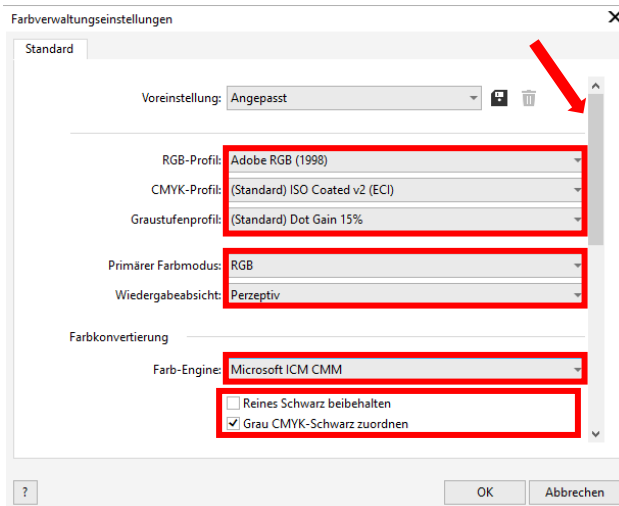 Farbverwaltungseinstellungen
Standard
Voreinstellung: Angepasst
RGB-Profil: Adobe RGB (1998)
CMYK-Profil: (Standard) ISO Coated v2 (ECI)
Graustufenprofil: (Standard) Dot Gain 15%
Primärer Farbmodus: RGB
Wiedergabeabsicht: Perzeptiv
Farbkonvertierung
Farb-Engine: Microsoft ICM CMM
Reines Schwarz beibehalten
Grau CMYK-Schwarz zuordnen
? OK Abbrechen